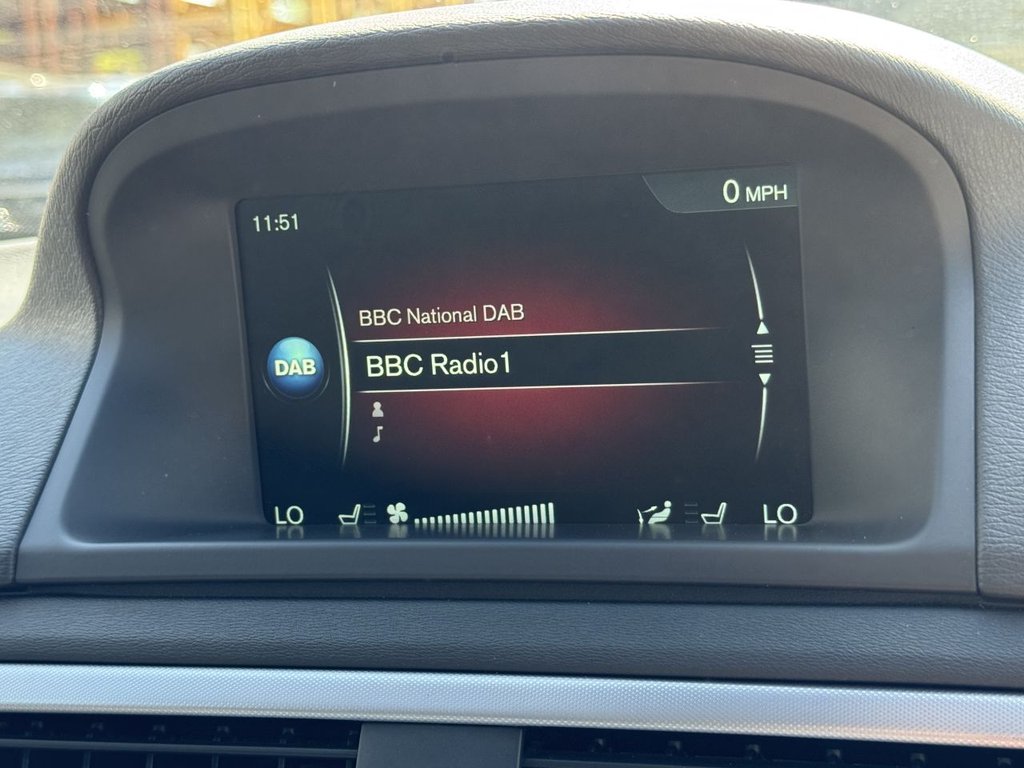 0 MPH
11:51
BBC National DAB
DAB
BBC Radio1
LO
LO